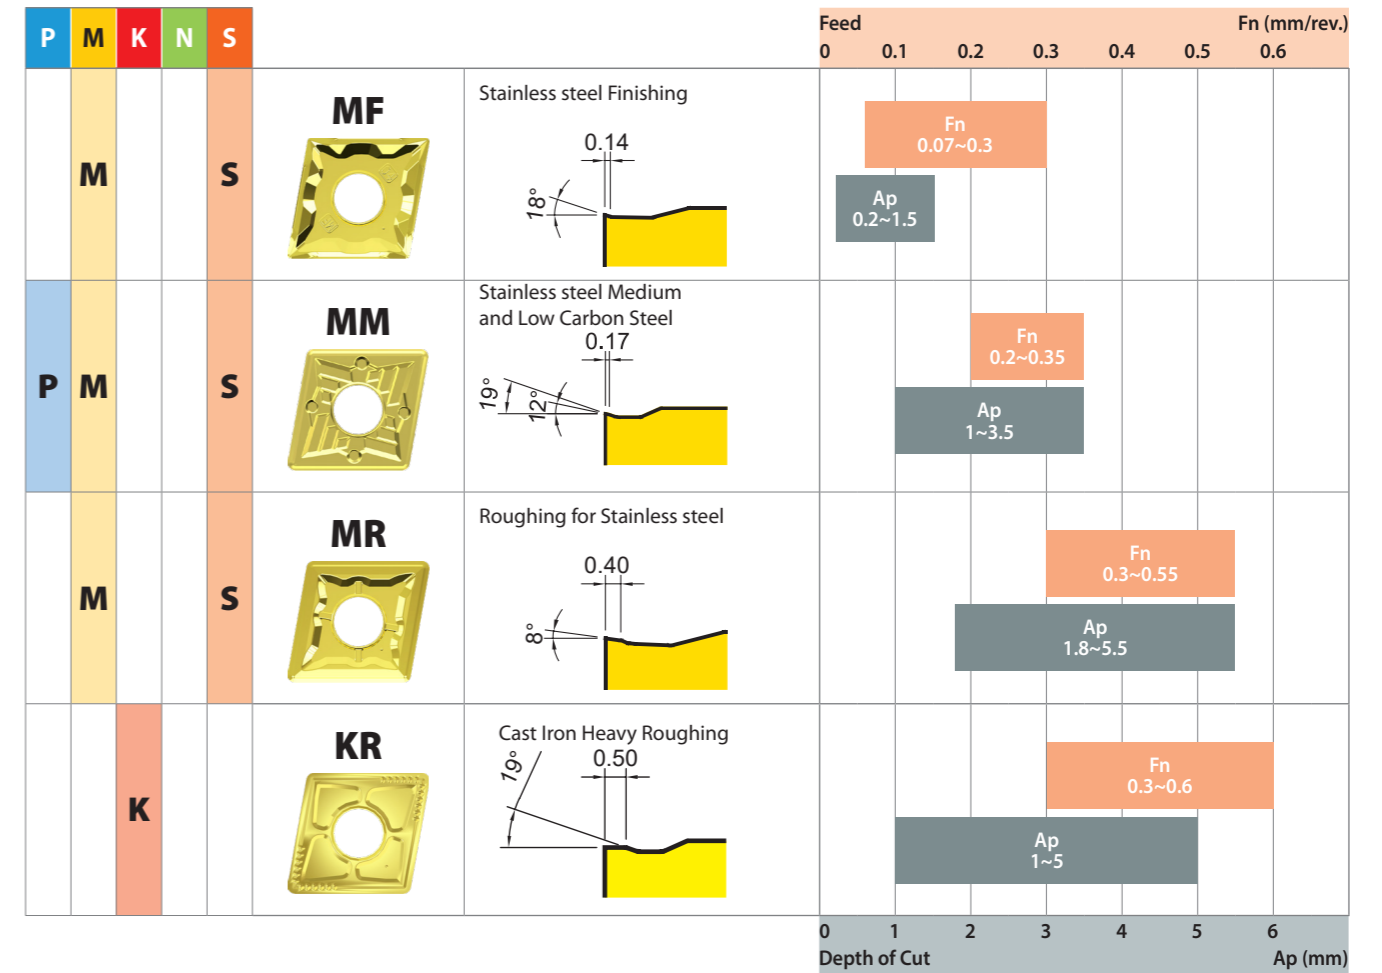 P M K N S
Feed Fn (mm/rev.)
0 0.1 0.2 0.3 0.4 0.5 0.6
M S
MF
Stainless steel Finishing
0.14
18°
Fn
0.07~0.3
Ap
0.2~1.5
P M S
MM
Stainless steel Medium
and Low Carbon Steel
0.17
19°
12°
Fn
0.2~0.35
Ap
1~3.5
M S
MR
Roughing for Stainless steel
0.40
8°
Fn
0.3~0.55
Ap
1.8~5.5
K
KR
Cast Iron Heavy Roughing
0.50
19°
Fn
0.3~0.6
Ap
1~5
0 1 2 3 4 5 6
Depth of Cut Ap (mm)